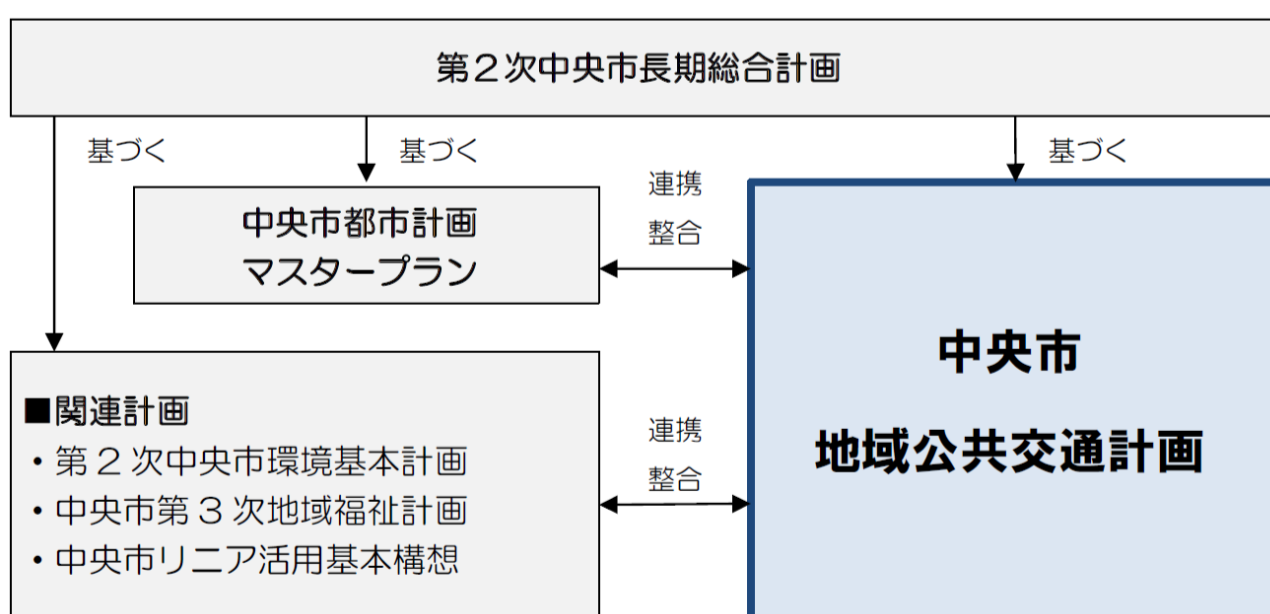 第2次中央市長期総合計画
基づく
基づく
基づく
中央市都市計画
マスタープラン
連携
整合
中央市
地域公共交通計画
■関連計画
・第2次中央市環境基本計画
・中央市第3次地域福祉計画
・中央市リニア活用基本構想
連携
整合